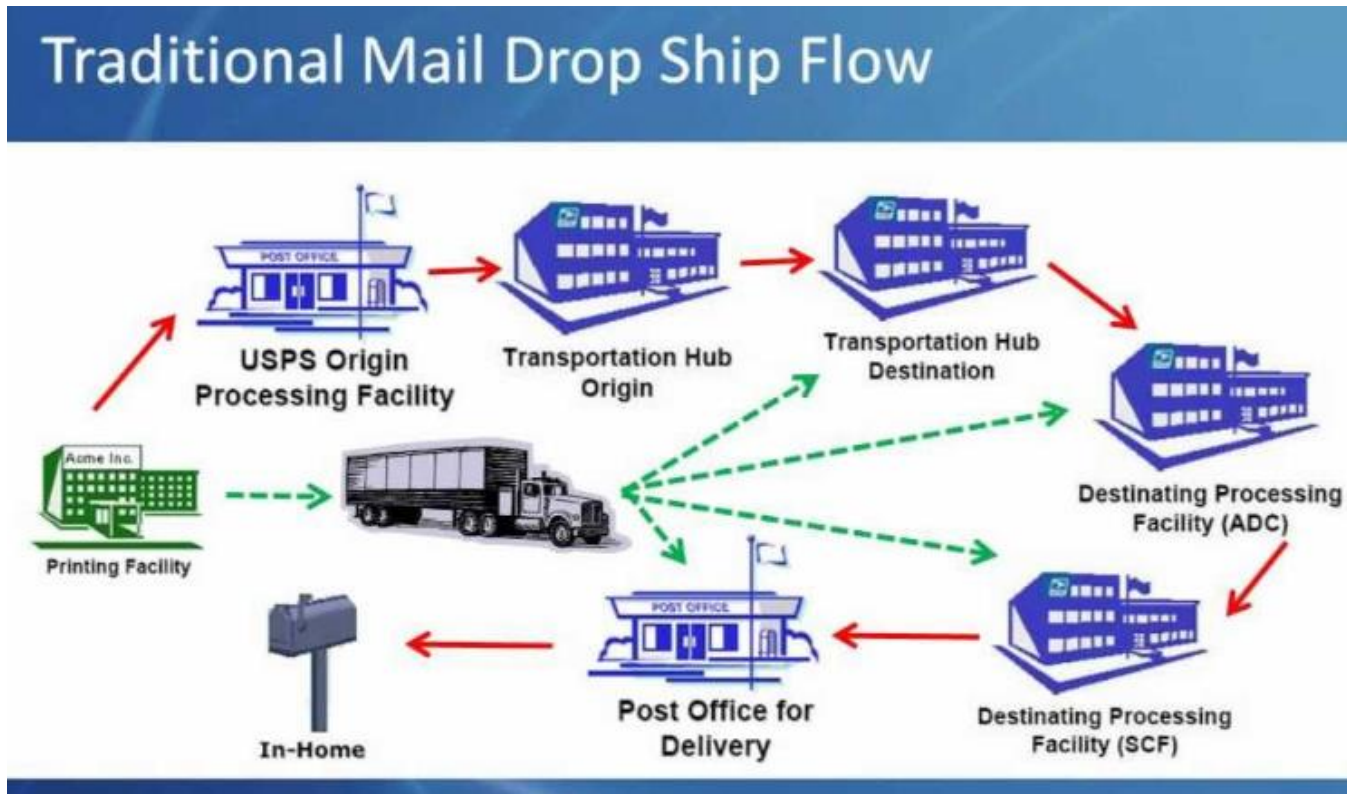 Traditional Mail Drop Ship Flow
POST OFFICE
USPS Origin
Processing Facility
Transportation Hub
Origin
Transportation Hub
Destination
Acme Inc.
Printing Facility
Destinating Processing
Facility (ADC)
POST OFFICE
Post Office for
Delivery
Destinating Processing
Facility (SCF)
In-Home